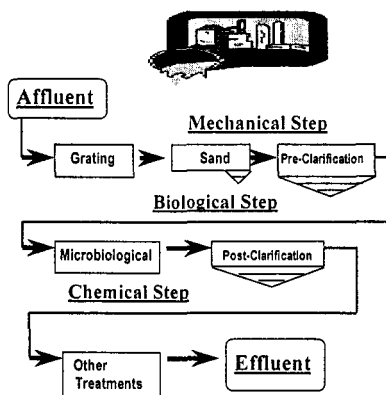 Affluent
Mechanical Step
Grating
Sand
Pre-Clarification
Biological Step
Microbiological
Post-Clarification
Chemical Step
Other
Treatments
Effluent